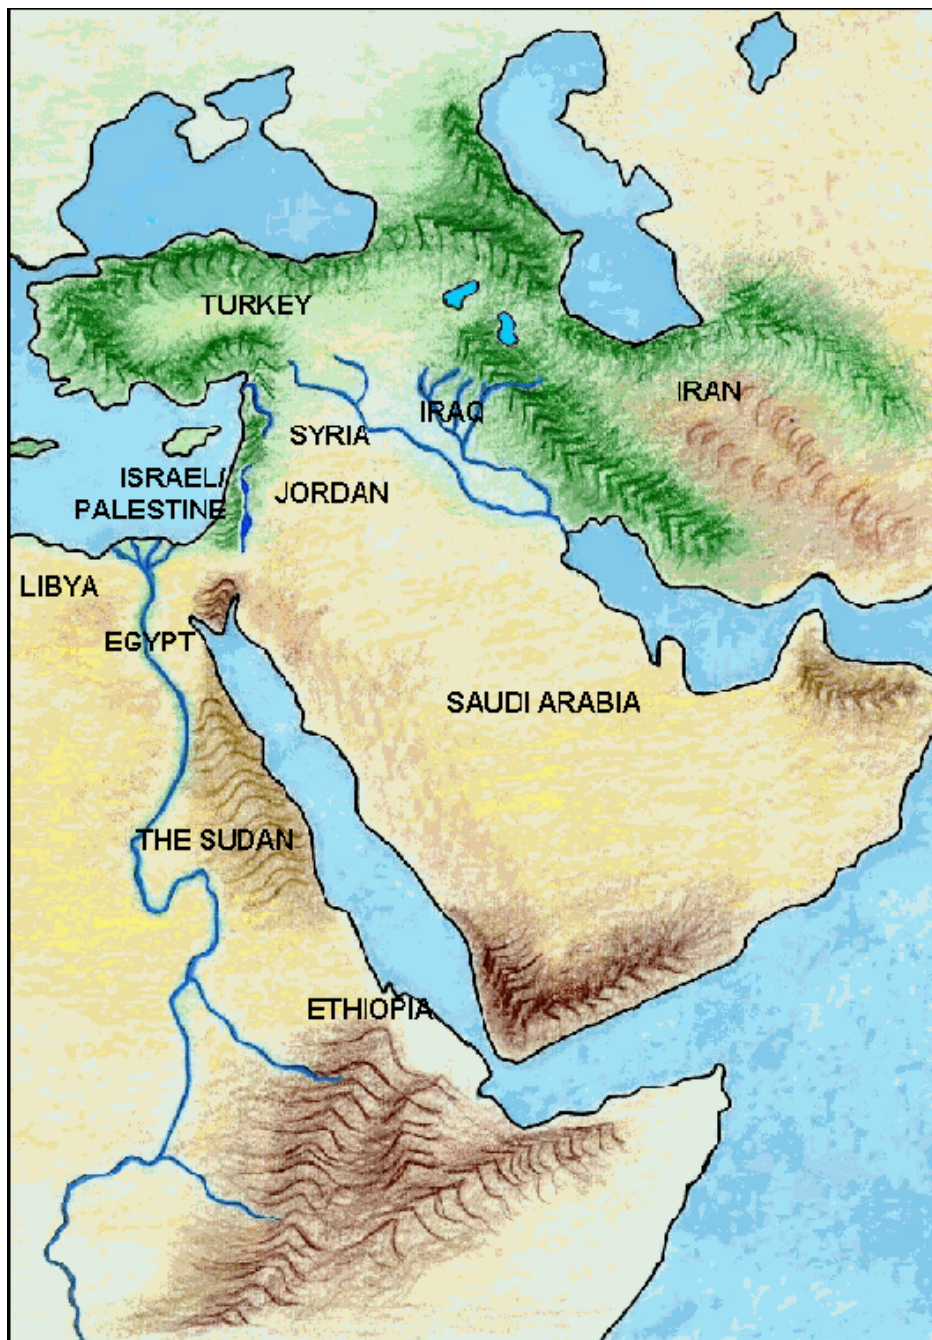 TURKEY
IRAN
IRAQ
SYRIA
ISRAEL/
PALESTINE
JORDAN
LIBYA
EGYPT
SAUDI ARABIA
THE SUDAN
ETHIOPIA